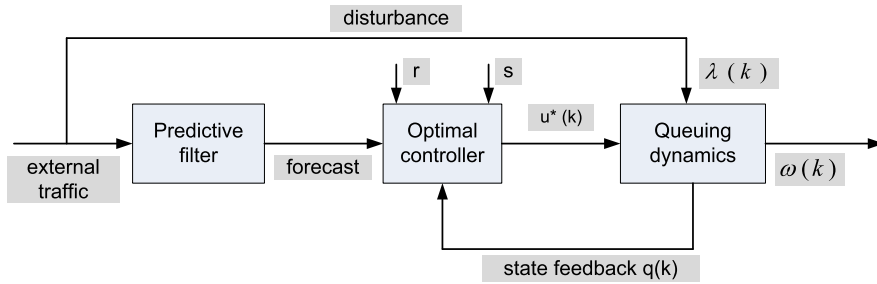 disturbance
r
s
λ ( k )
Predictive
filter
Optimal
controller
u* (k)
Queuing
dynamics
external
traffic
forecast
ω ( k )
state feedback q(k)